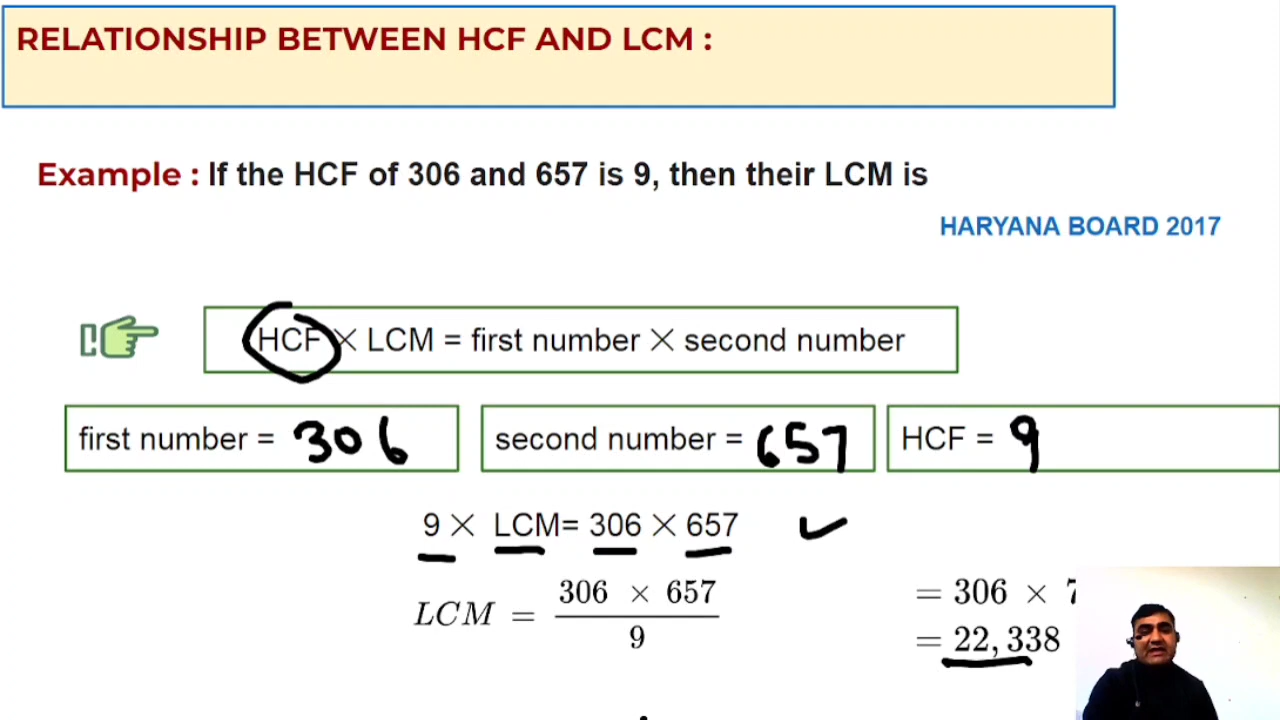 RELATIONSHIP BETWEEN HCF AND LCM :
Example : If the HCF of 306 and 657 is 9, then their LCM is
HARYANA BOARD 2017
HCF × LCM = first number × second number
first number = 306
second number = 657
HCF = 9
9 × LCM= 306 × 657
LCM = 306 × 657 / 9
= 306 ×
= 22,338